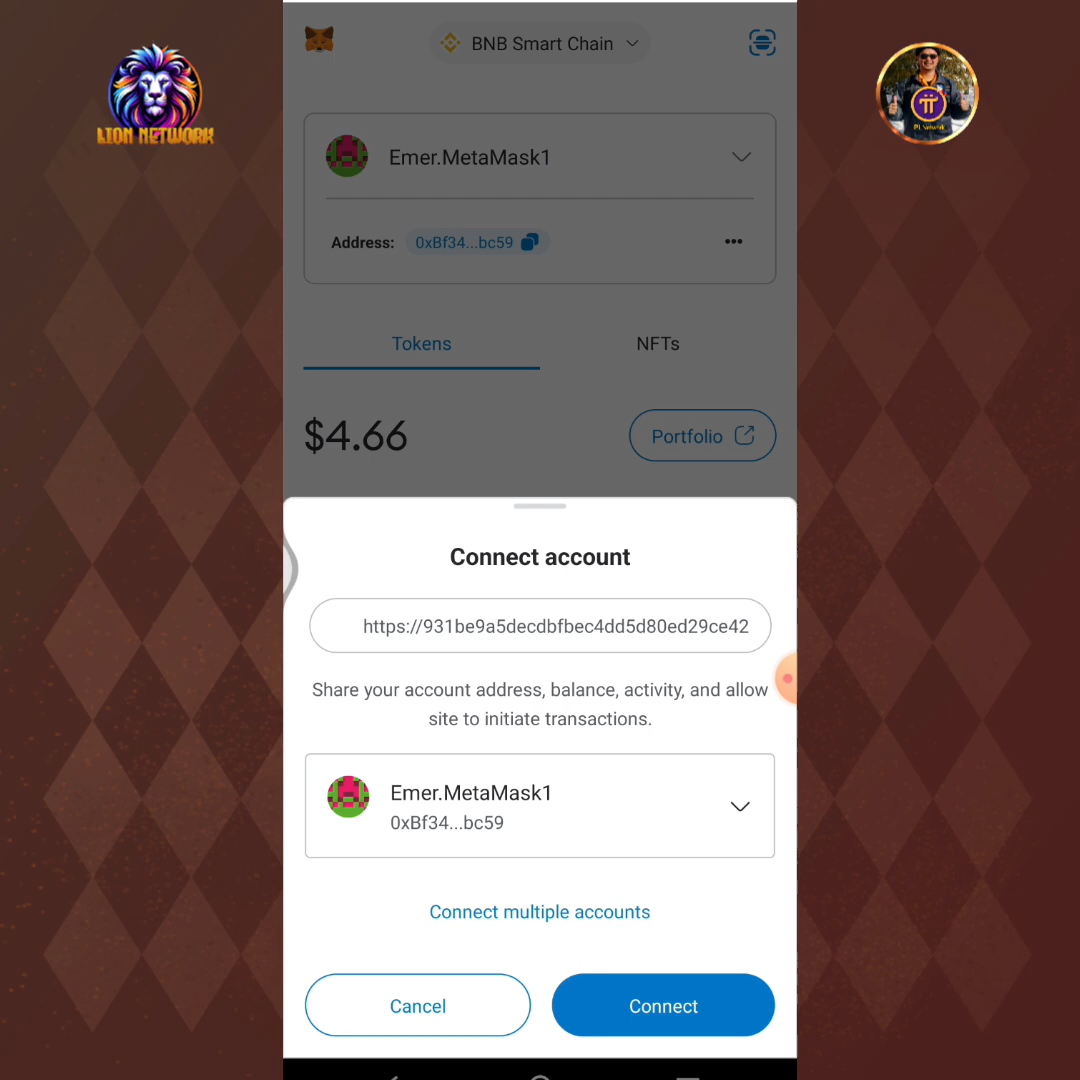 BNB Smart Chain
LION NETWORK
Pi Network
Emer.MetaMask1
Address: 0xBf34...bc59
Tokens
NFTs
$4.66
Portfolio
Connect account
https://931be9a5decdbfbec4dd5d80ed29ce42
Share your account address, balance, activity, and allow
site to initiate transactions.
Emer.MetaMask1
0xBf34...bc59
Connect multiple accounts
Cancel
Connect